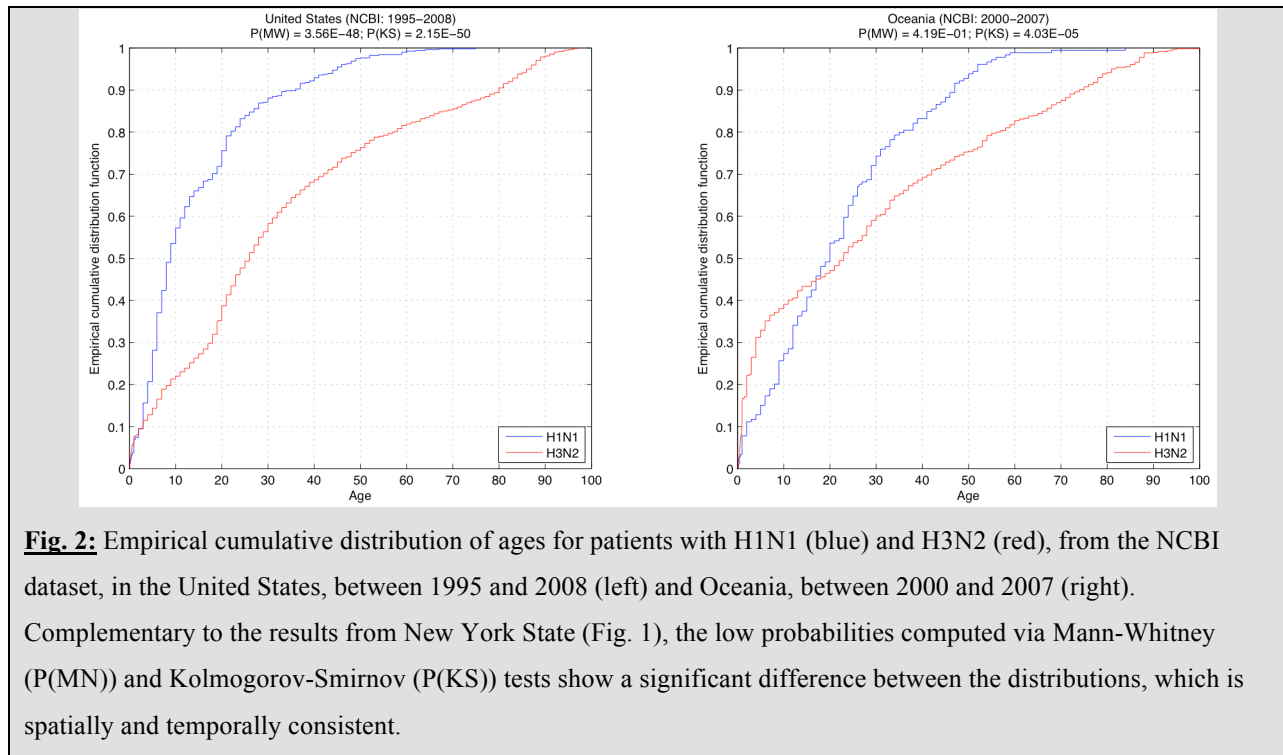 United States (NCBI: 1995−2008)
P(MW) = 3.56E−48; P(KS) = 2.15E−50
1
0.9
0.8
0.7
0.6
0.5
0.4
0.3
0.2
0.1
0
Empirical cumulative distribution function
0 10 20 30 40 50 60 70 80 90 100
Age
H1N1
H3N2
Oceania (NCBI: 2000−2007)
P(MW) = 4.19E−01; P(KS) = 4.03E−05
1
0.9
0.8
0.7
0.6
0.5
0.4
0.3
0.2
0.1
0
Empirical cumulative distribution function
0 10 20 30 40 50 60 70 80 90 100
Age
H1N1
H3N2
Fig. 2: Empirical cumulative distribution of ages for patients with H1N1 (blue) and H3N2 (red), from the NCBI
dataset, in the United States, between 1995 and 2008 (left) and Oceania, between 2000 and 2007 (right).
Complementary to the results from New York State (Fig. 1), the low probabilities computed via Mann-Whitney
(P(MN)) and Kolmogorov-Smirnov (P(KS)) tests show a significant difference between the distributions, which is
spatially and temporally consistent.